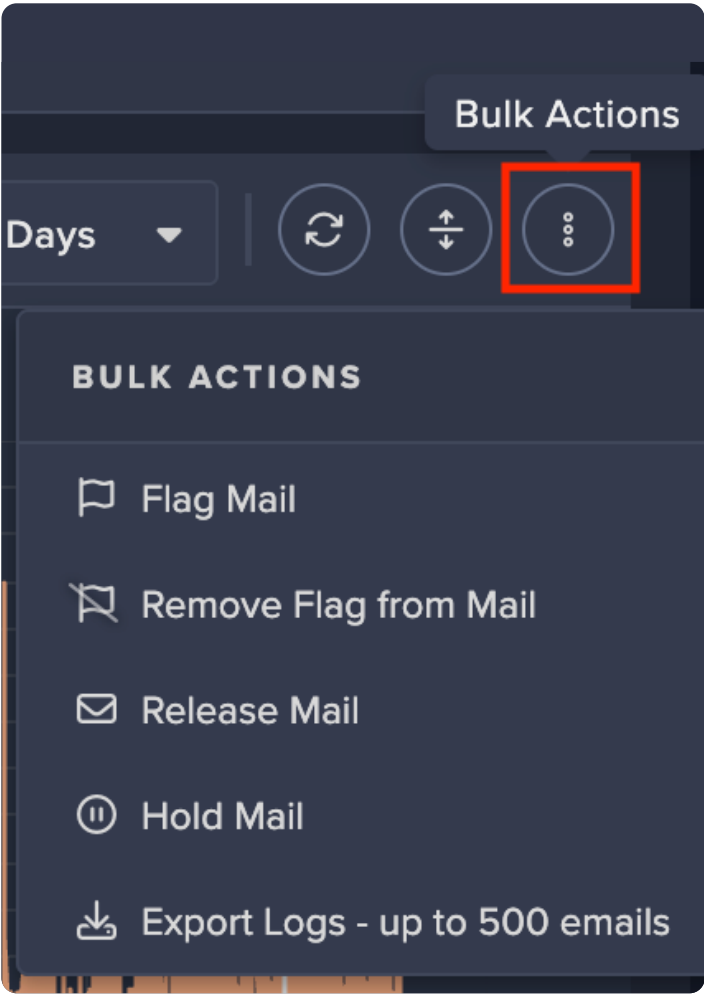 Bulk Actions
Days
BULK ACTIONS
Flag Mail
Remove Flag from Mail
Release Mail
Hold Mail
Export Logs - up to 500 emails